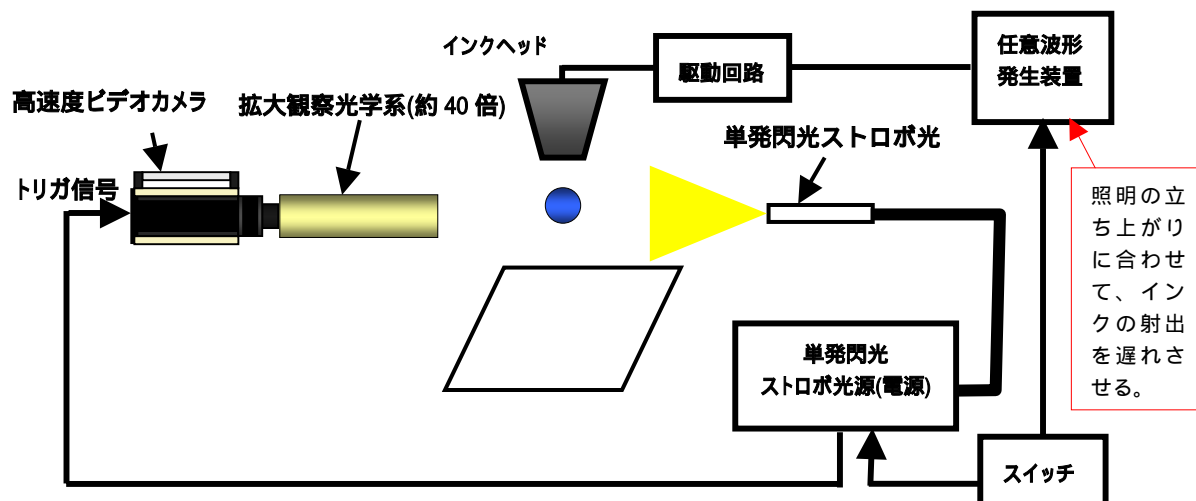 インクヘッド
駆動回路
任意波形
発生装置
高速度ビデオカメラ
拡大観察光学系(約 40 倍)
単発閃光ストロボ光
トリガ信号
照明の立
ち上がり
に合わせ
て、イン
クの射出
を遅れさ
せる。
単発閃光
ストロボ光源(電源)
スイッチ